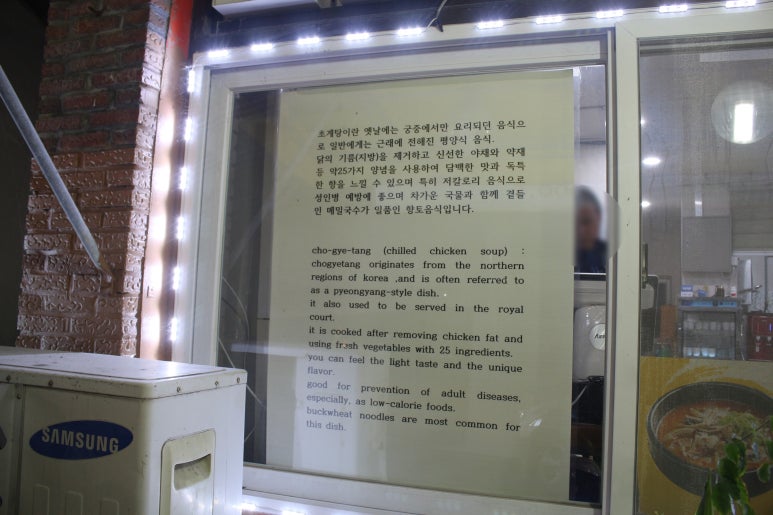 초계탕이란 옛날에는 궁중에서만 요리되던 음식으
로 일반에게는 근래에 전해진 평양식 음식.
닭의 기름(지방)을 제거하고 신선한 야채와 약재
등 약25가지 양념을 사용하여 담백한 맛과 독특
한 향을 느낄 수 있으며 특히 저칼로리 음식으로
성인병 예방에 좋으며 차가운 국물과 함께 곁들
인 메밀국수가 일품인 향토음식입니다.
cho-gye-tang (chilled chicken soup) :
chogyetang originates from the northern
regions of korea ,and is often referred to
as a pyeongyang-style dish.
it also used to be served in the royal
court.
it is cooked after removing chicken fat and
using fresh vegetables with 25 ingredients.
you can feel the light taste and the unique
flavor.
good for prevention of adult diseases,
especially, as low-calorie foods.
buckwheat noodles are most common for
this dish.
SAMSUNG